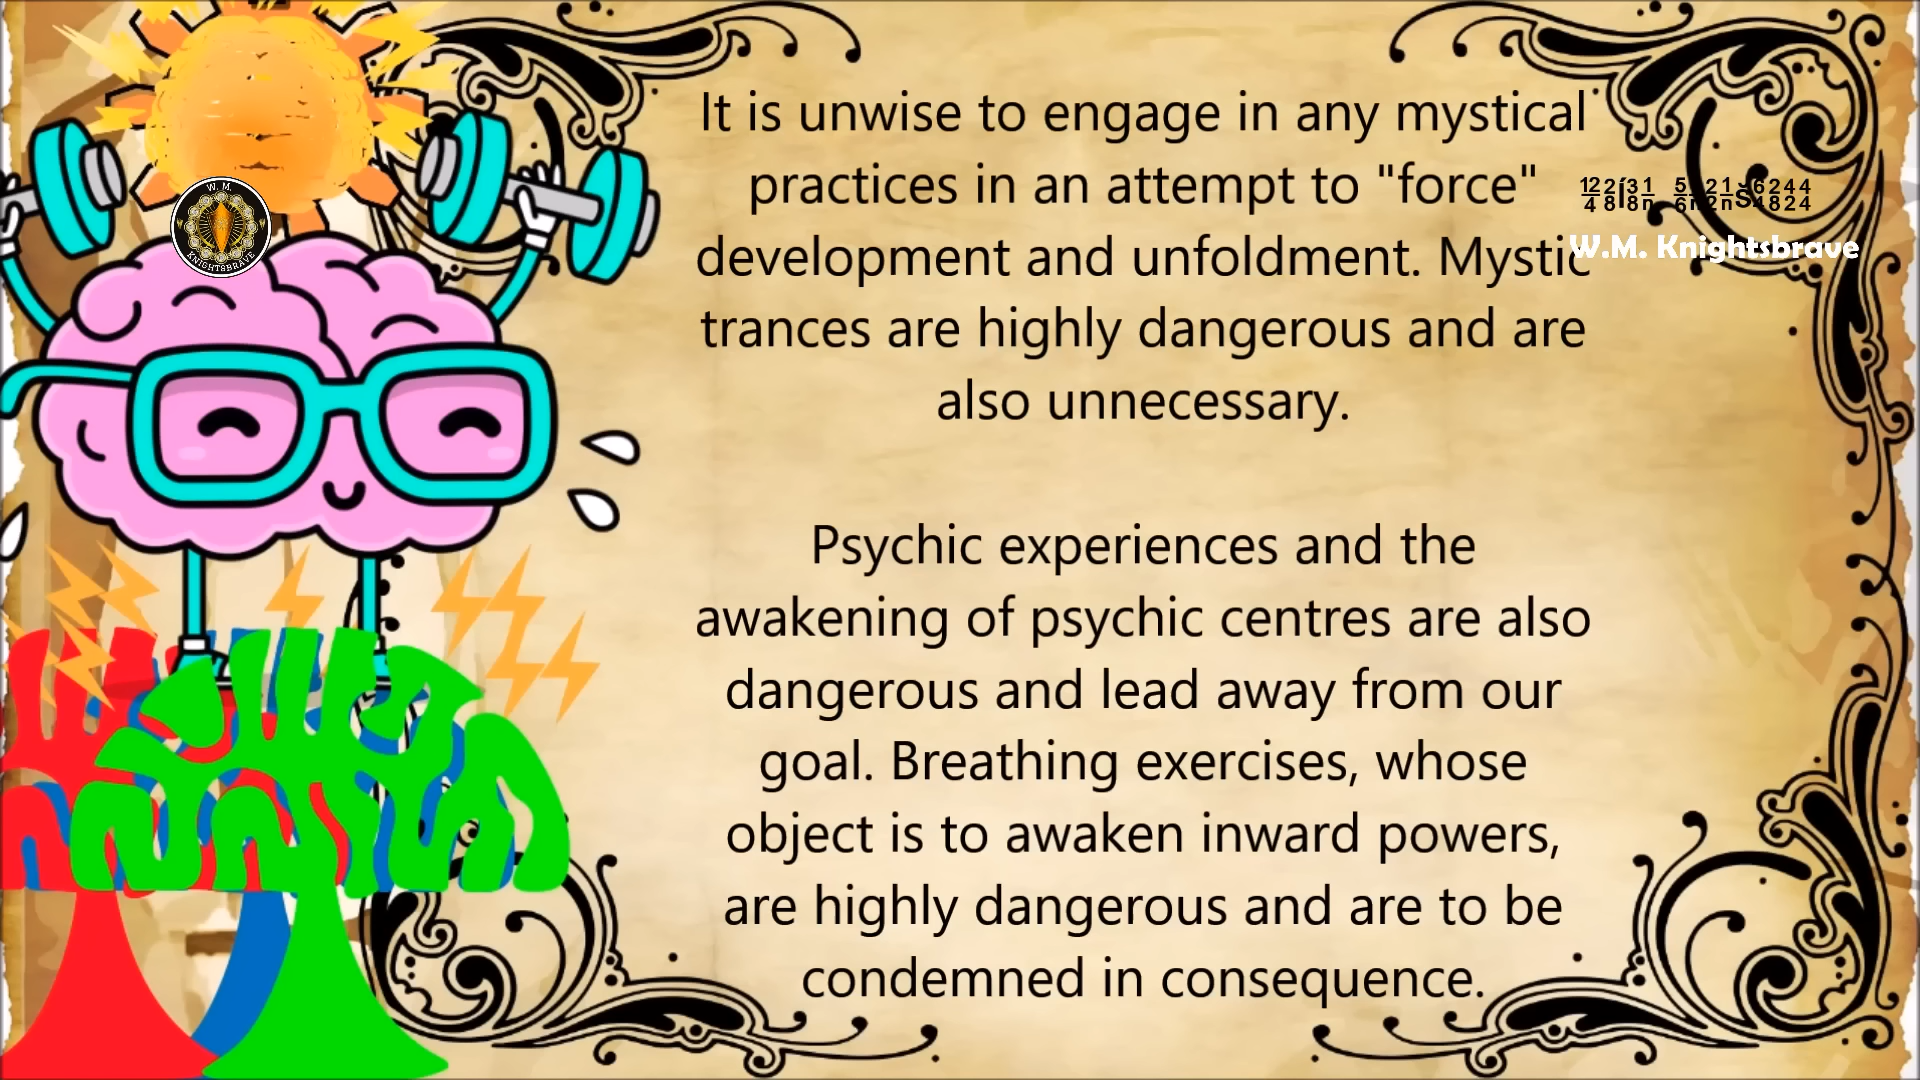 It is unwise to engage in any mystical
practices in an attempt to "force"
development and unfoldment. Mystic
trances are highly dangerous and are
also unnecessary.
Psychic experiences and the
awakening of psychic centres are also
dangerous and lead away from our
goal. Breathing exercises, whose
object is to awaken inward powers,
are highly dangerous and are to be
condemned in consequence.
W.M. Knightsbrave
W. M.
KNIGHTSBRAVE